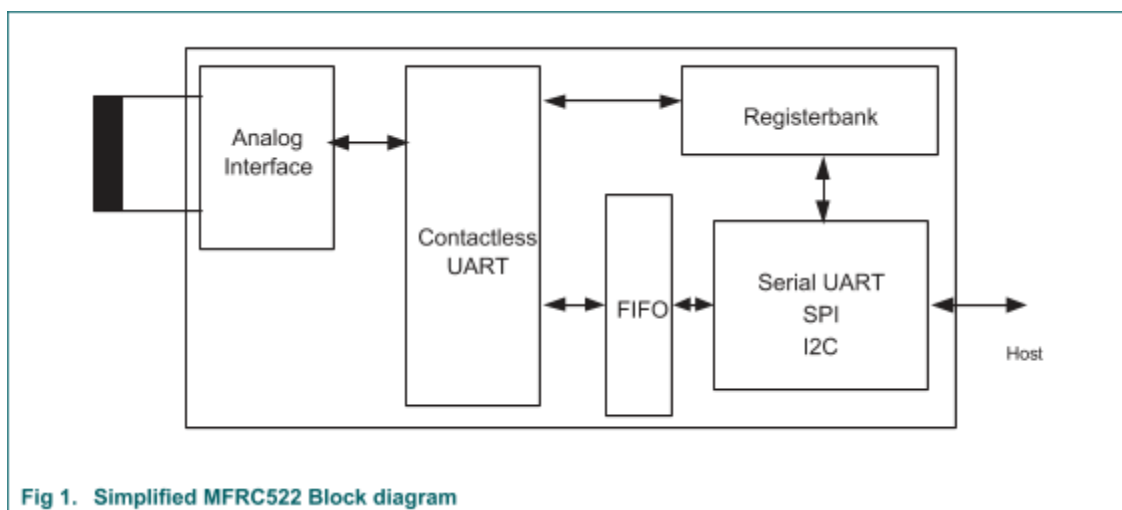 Analog
Interface
Contactless
UART
Registerbank
FIFO
Serial UART
SPI
I2C
Host
Fig 1. Simplified MFRC522 Block diagram